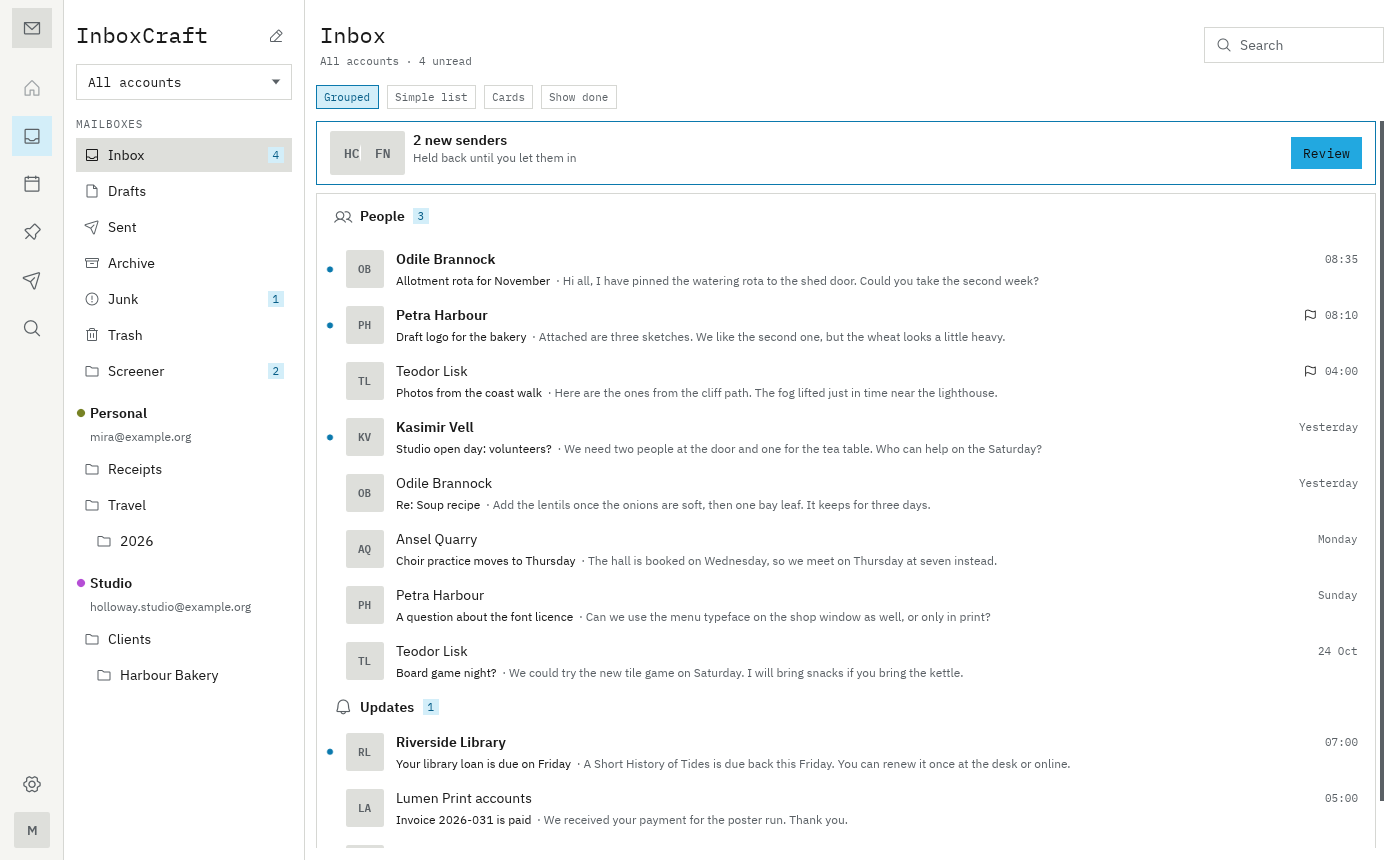 InboxCraft
All accounts
MAILBOXES
Inbox 4
Drafts
Sent
Archive
Junk 1
Trash
Screener 2
Personal
mira@example.org
Receipts
Travel
2026
Studio
holloway.studio@example.org
Clients
Harbour Bakery
M
Inbox
All accounts · 4 unread
Search
Grouped Simple list Cards Show done
HC FN
2 new senders
Held back until you let them in
Review
People 3
OB
Odile Brannock 08:35
Allotment rota for November · Hi all, I have pinned the watering rota to the shed door. Could you take the second week?
PH
Petra Harbour 08:10
Draft logo for the bakery · Attached are three sketches. We like the second one, but the wheat looks a little heavy.
TL
Teodor Lisk 04:00
Photos from the coast walk · Here are the ones from the cliff path. The fog lifted just in time near the lighthouse.
KV
Kasimir Vell Yesterday
Studio open day: volunteers? · We need two people at the door and one for the tea table. Who can help on the Saturday?
OB
Odile Brannock Yesterday
Re: Soup recipe · Add the lentils once the onions are soft, then one bay leaf. It keeps for three days.
AQ
Ansel Quarry Monday
Choir practice moves to Thursday · The hall is booked on Wednesday, so we meet on Thursday at seven instead.
PH
Petra Harbour Sunday
A question about the font licence · Can we use the menu typeface on the shop window as well, or only in print?
TL
Teodor Lisk 24 Oct
Board game night? · We could try the new tile game on Saturday. I will bring snacks if you bring the kettle.
Updates 1
RL
Riverside Library 07:00
Your library loan is due on Friday · A Short History of Tides is due back this Friday. You can renew it once at the desk or online.
LA
Lumen Print accounts 05:00
Invoice 2026-031 is paid · We received your payment for the poster run. Thank you.